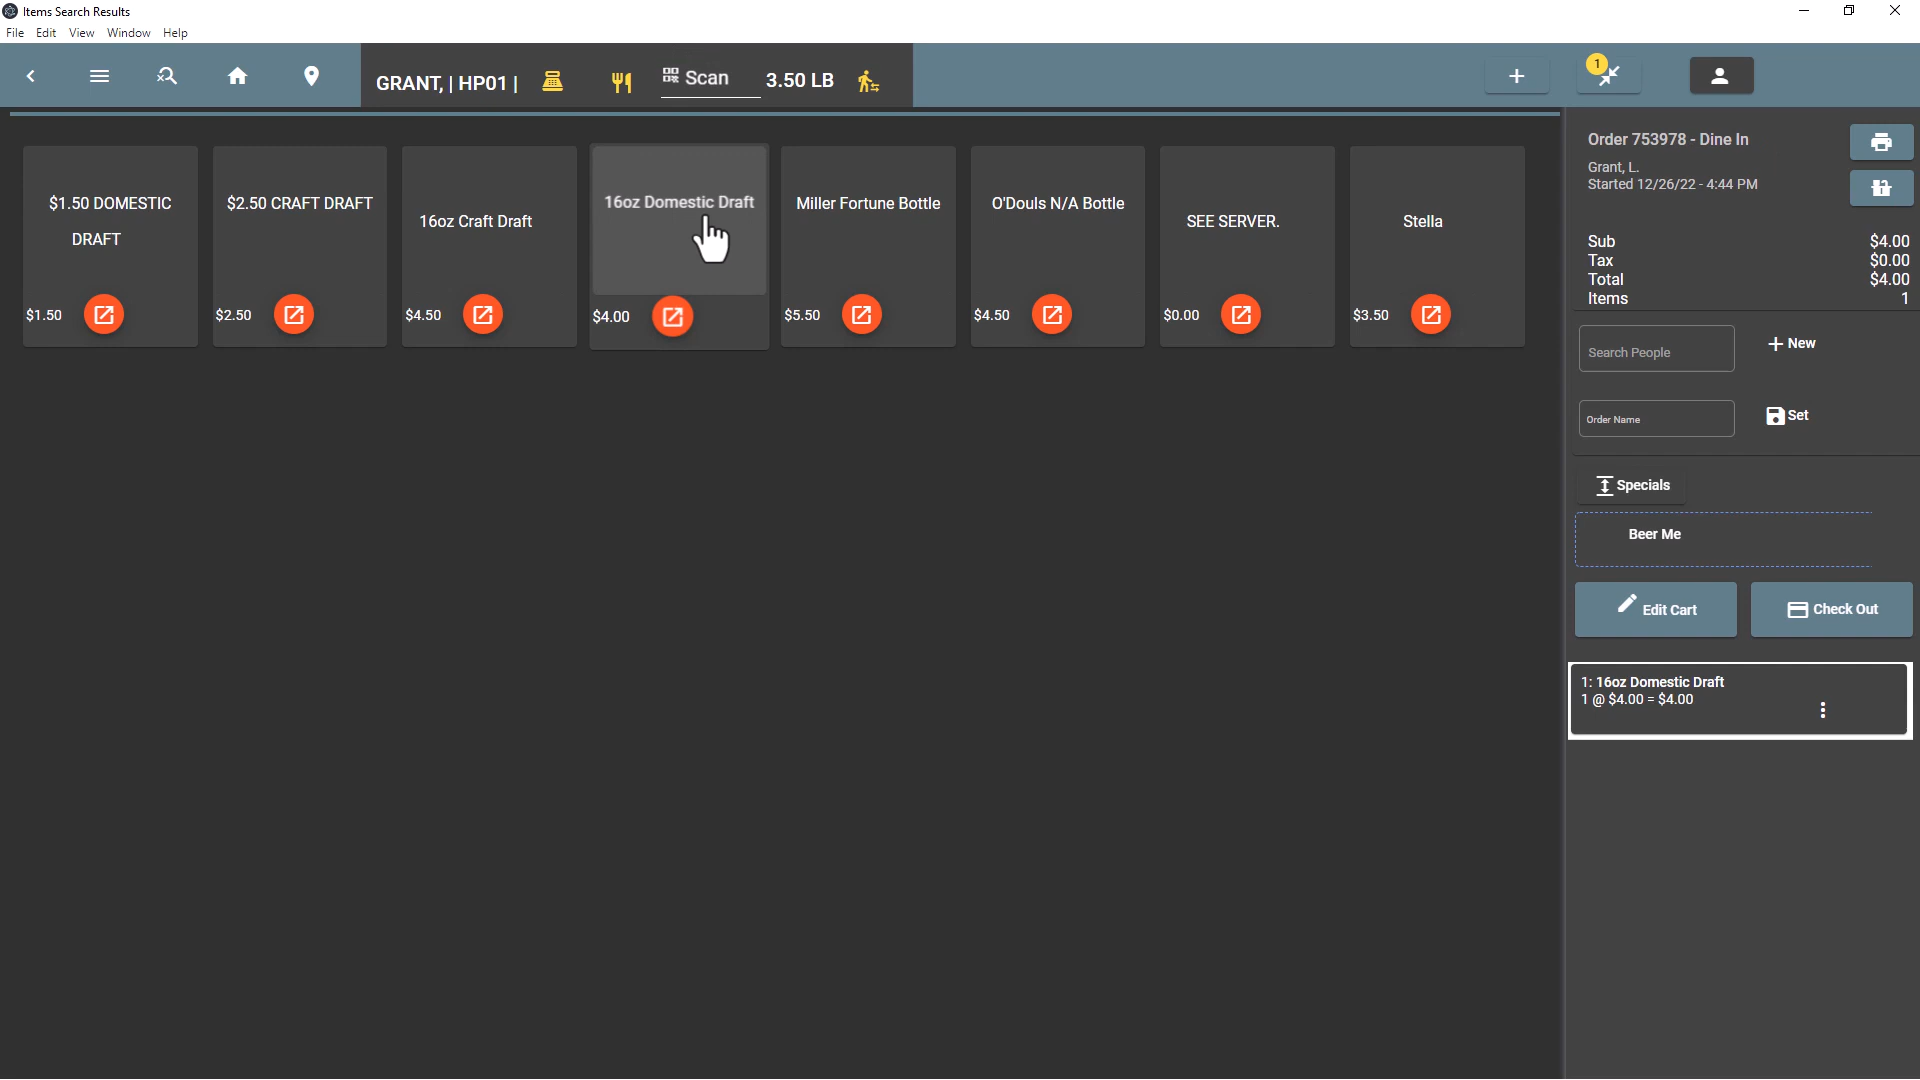 Items Search Results
File Edit View Window Help
GRANT, | HP01 |
Scan
3.50 LB
1
$1.50 DOMESTIC
DRAFT
$1.50
$2.50 CRAFT DRAFT
$2.50
16oz Craft Draft
$4.50
16oz Domestic Draft
$4.00
Miller Fortune Bottle
$5.50
O'Douls N/A Bottle
$4.50
SEE SERVER.
$0.00
Stella
$3.50
Order 753978 - Dine In
Grant, L.
Started 12/26/22 - 4:44 PM
Sub $4.00
Tax $0.00
Total $4.00
Items 1
Search People
New
Order Name
Set
Specials
Beer Me
Edit Cart
Check Out
1: 16oz Domestic Draft
1 @ $4.00 = $4.00